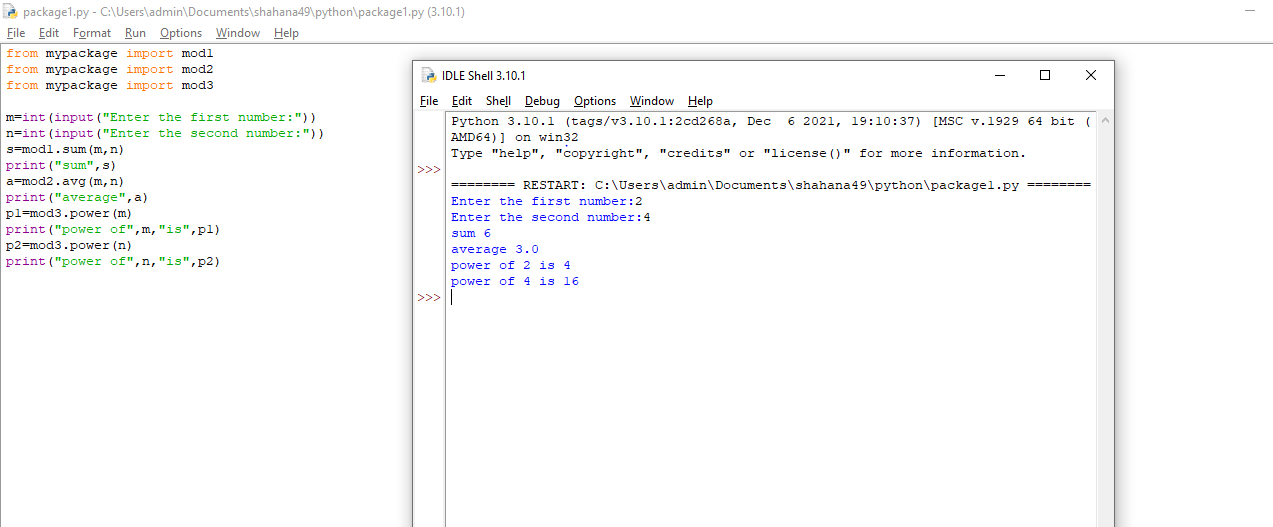 package1.py - C:\Users\admin\Documents\shahana49\python\package1.py (3.10.1)
File Edit Format Run Options Window Help
from mypackage import mod1
from mypackage import mod2
from mypackage import mod3
m=int(input("Enter the first number:"))
n=int(input("Enter the second number:"))
s=mod1.sum(m,n)
print("sum",s)
a=mod2.avg(m,n)
print("average",a)
p1=mod3.power(m)
print("power of",m,"is",p1)
p2=mod3.power(n)
print("power of",n,"is",p2)
IDLE Shell 3.10.1
File Edit Shell Debug Options Window Help
Python 3.10.1 (tags/v3.10.1:2cd268a, Dec  6 2021, 19:10:37) [MSC v.1929 64 bit (
AMD64)] on win32
Type "help", "copyright", "credits" or "license()" for more information.
>>>
======== RESTART: C:\Users\admin\Documents\shahana49\python\package1.py ========
Enter the first number:2
Enter the second number:4
sum 6
average 3.0
power of 2 is 4
power of 4 is 16
>>>